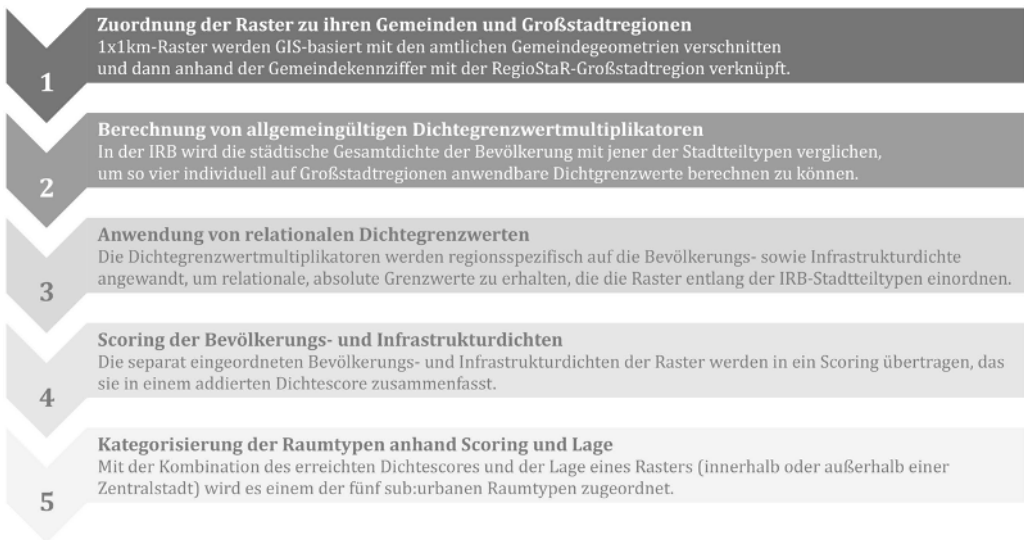 Zuordnung der Raster zu ihren Gemeinden und Großstadtregionen
1x1km-Raster werden GIS-basiert mit den amtlichen Gemeindegeometrien verschnitten
und dann anhand der Gemeindekennziffer mit der RegioStaR-Großstadtregion verknüpft.
1
Berechnung von allgemeingültigen Dichtegrenzwertmultiplikatoren
In der IRB wird die städtische Gesamtdichte der Bevölkerung mit jener der Stadtteiltypen verglichen,
um so vier individuell auf Großstadtregionen anwendbare Dichtgrenzwerte berechnen zu können.
2
Anwendung von relationalen Dichtegrenzwerten
Die Dichtegrenzwertmultiplikatoren werden regionsspezifisch auf die Bevölkerungs- sowie Infrastrukturdichte
angewandt, um relationale, absolute Grenzwerte zu erhalten, die die Raster entlang der IRB-Stadtteiltypen einordnen.
3
Scoring der Bevölkerungs- und Infrastrukturdichten
Die separat eingeordneten Bevölkerungs- und Infrastrukturdichten der Raster werden in ein Scoring übertragen, das
sie in einem addierten Dichtescore zusammenfasst.
4
Kategorisierung der Raumtypen anhand Scoring und Lage
Mit der Kombination des erreichten Dichtescores und der Lage eines Rasters (innerhalb oder außerhalb einer
Zentralstadt) wird es einem der fünf sub:urbanen Raumtypen zugeordnet.
5